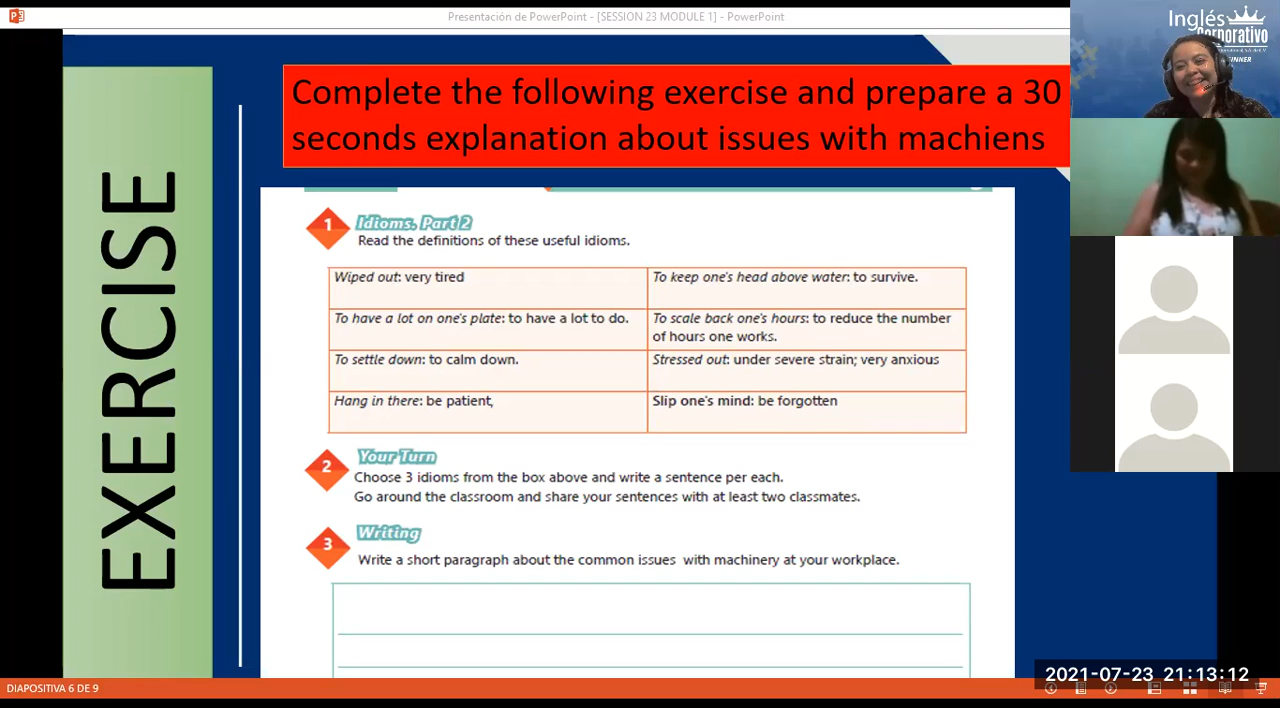 Presentación de PowerPoint - [SESSION 23 MODULE 1] - PowerPoint
Inglés
Corporativo
EXERCISE
Complete the following exercise and prepare a 30
seconds explanation about issues with machiens
1 Idioms. Part 2
Read the definitions of these useful idioms.
Wiped out: very tired
To keep one's head above water: to survive.
To have a lot on one's plate: to have a lot to do.
To scale back one's hours: to reduce the number
of hours one works.
To settle down: to calm down.
Stressed out: under severe strain; very anxious
Hang in there: be patient,
Slip one's mind: be forgotten
2 Your Turn
Choose 3 idioms from the box above and write a sentence per each.
Go around the classroom and share your sentences with at least two classmates.
3 Writing
Write a short paragraph about the common issues with machinery at your workplace.
2021-07-23 21:13:12
DIAPOSITIVA 6 DE 9